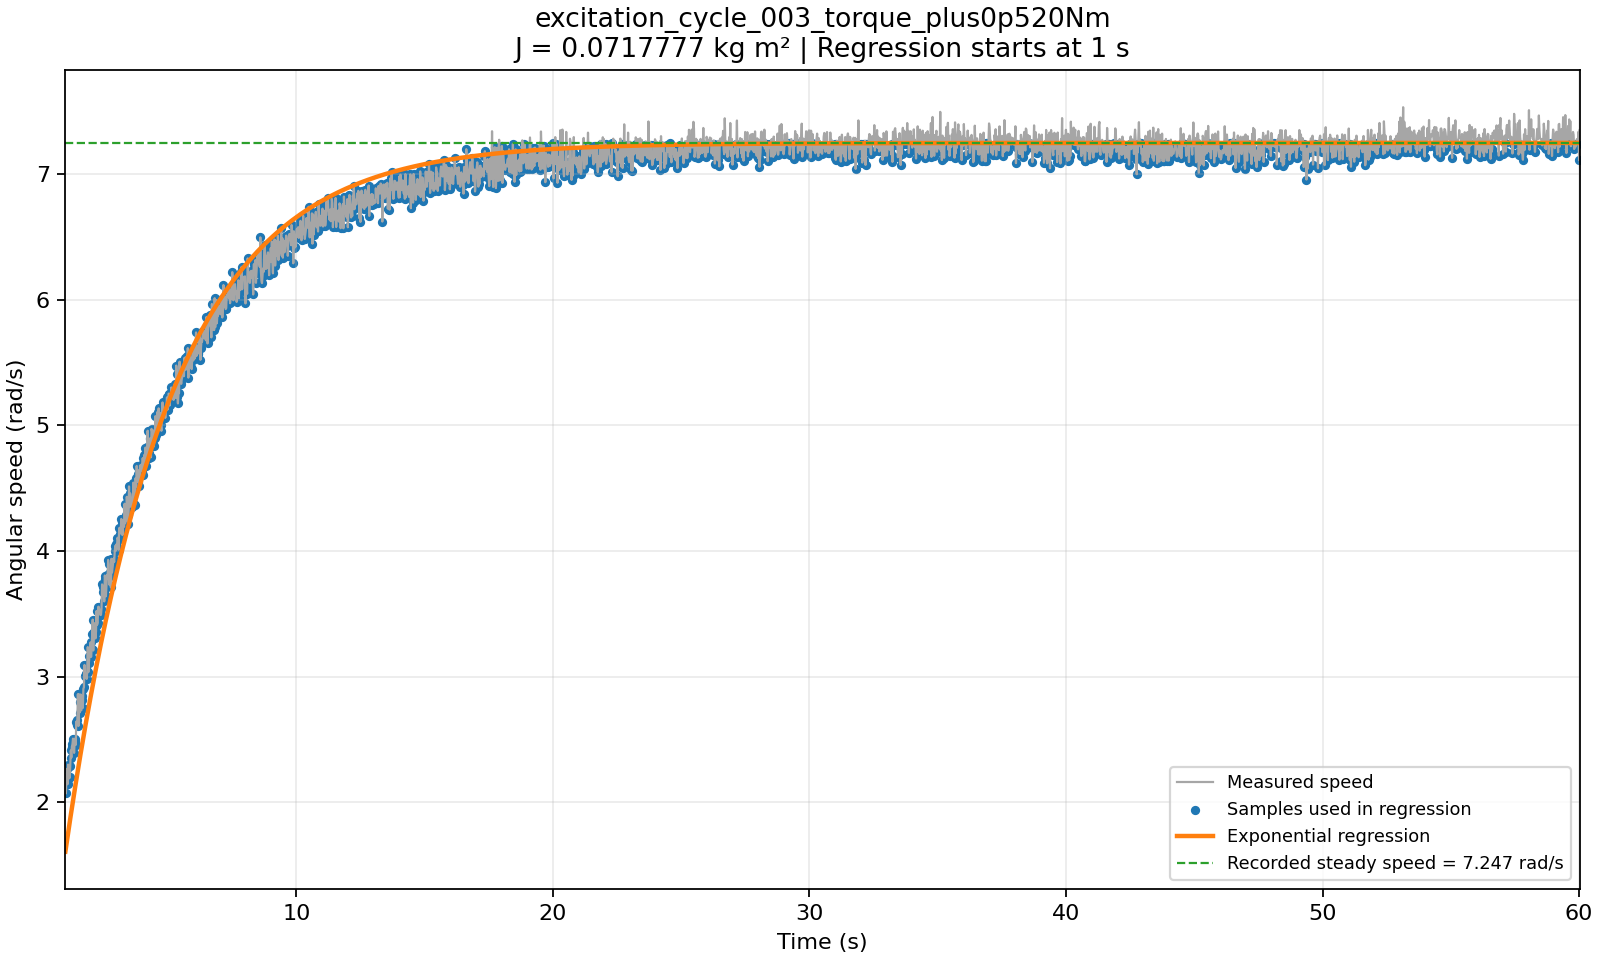 excitation_cycle_003_torque_plus0p520Nm
J = 0.0717777 kg m² | Regression starts at 1 s
Angular speed (rad/s)
7
6
5
4
3
2
Measured speed
Samples used in regression
Exponential regression
Recorded steady speed = 7.247 rad/s
10 20 30 40 50 60
Time (s)